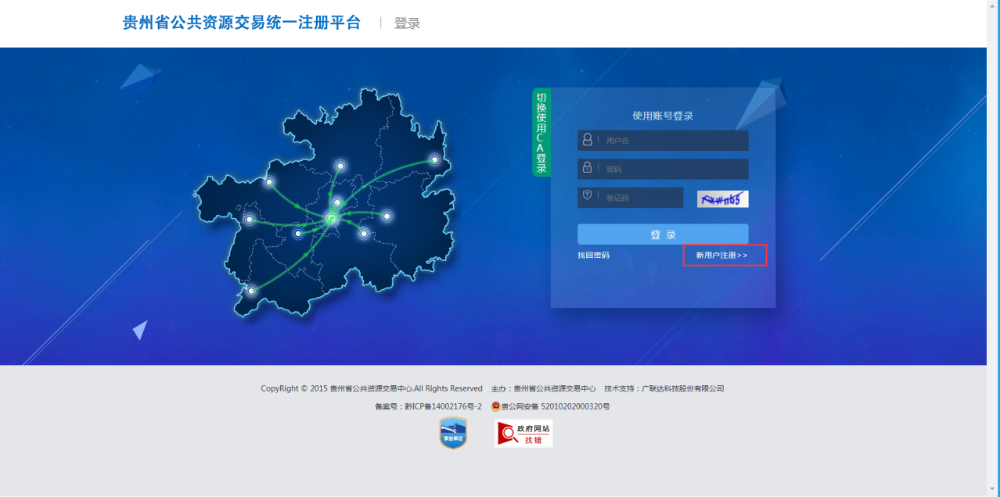 贵州省公共资源交易统一注册平台 | 登录
切换使用CA登录
使用账号登录
用户名
密码
验证码
登 录
找回密码 新用户注册>>
CopyRight © 2015 贵州省公共资源交易中心.All Rights Reserved 主办：贵州省公共资源交易中心 技术支持：广联达科技股份有限公司
备案号：黔ICP备14002176号-2 贵公网安备 52010202000320号
事业单位
政府网站
找错